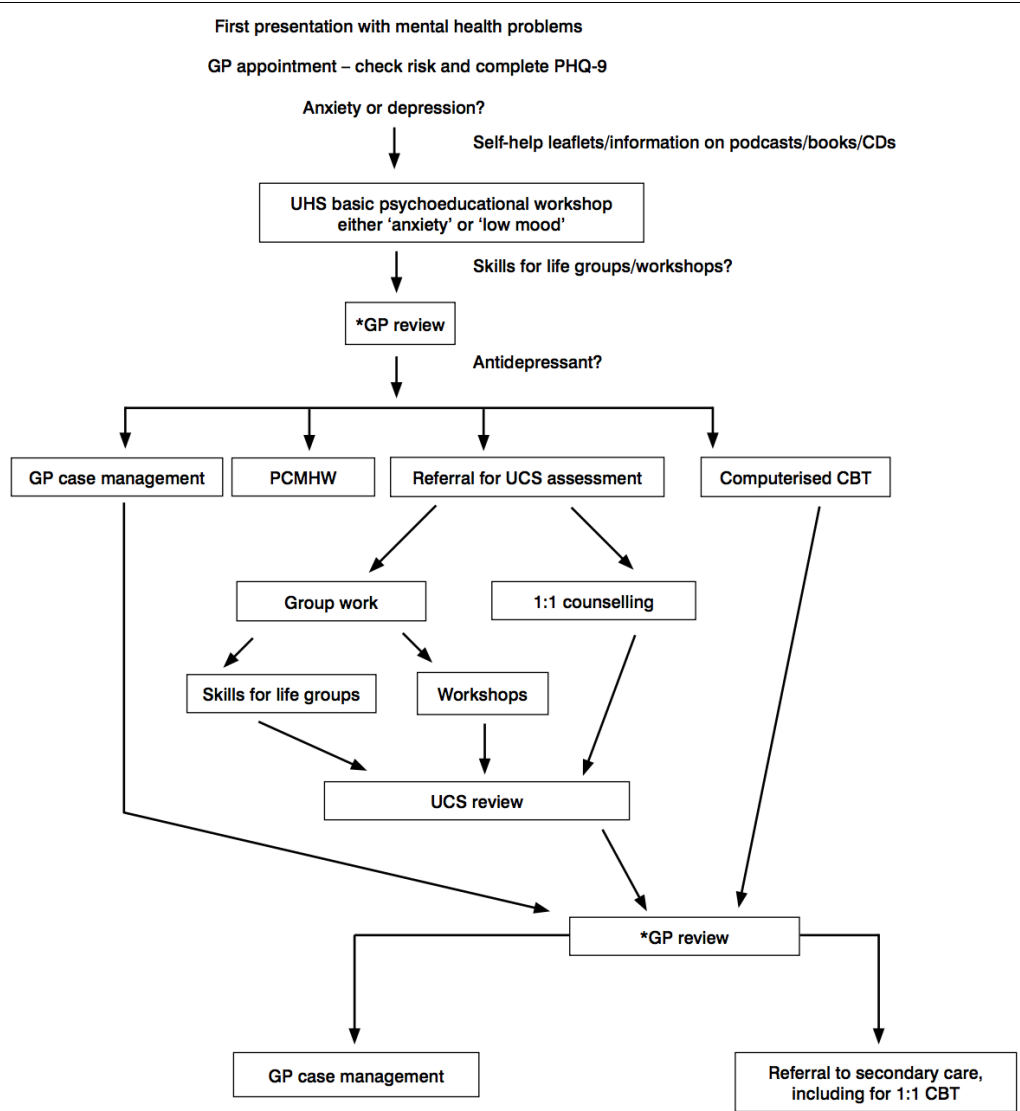 First presentation with mental health problems
GP appointment – check risk and complete PHQ-9
Anxiety or depression?
Self-help leaflets/information on podcasts/books/CDs
UHS basic psychoeducational workshop
either ‘anxiety’ or ‘low mood’
Skills for life groups/workshops?
*GP review
Antidepressant?
GP case management
PCMHW
Referral for UCS assessment
Computerised CBT
Group work
1:1 counselling
Skills for life groups
Workshops
UCS review
*GP review
GP case management
Referral to secondary care,
including for 1:1 CBT